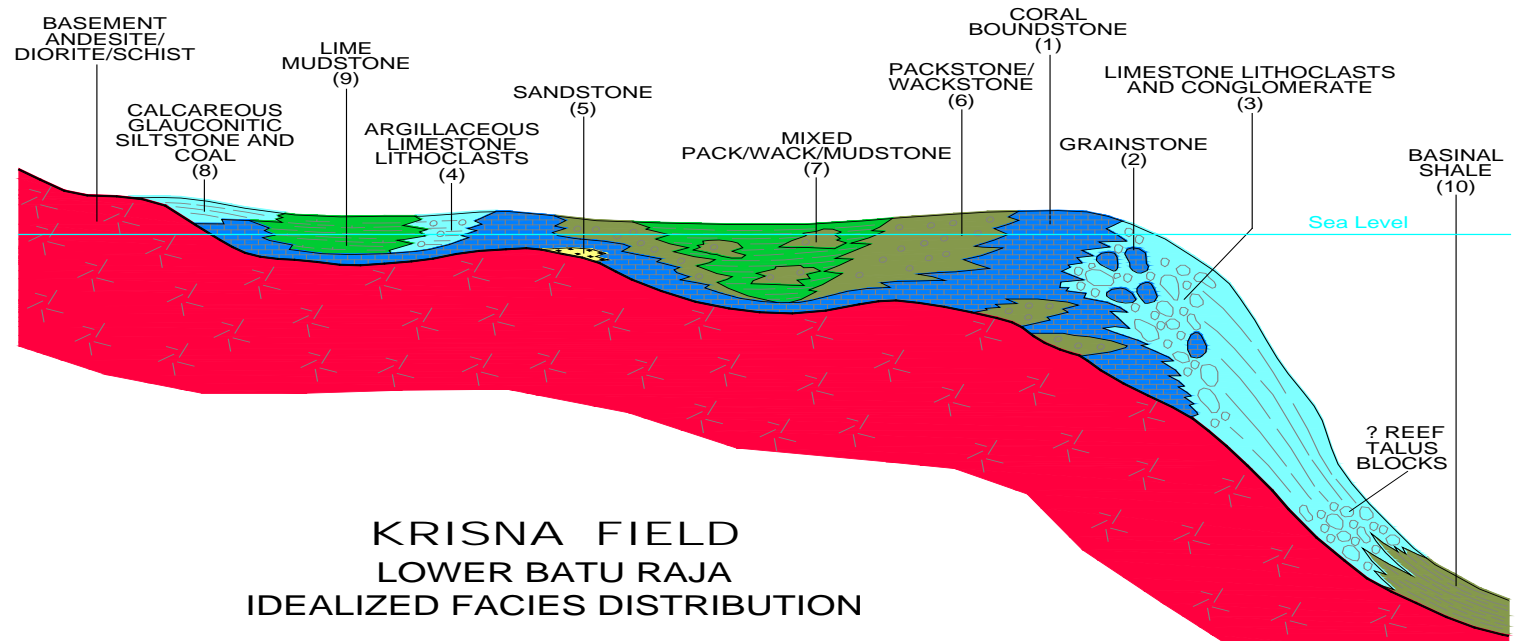 BASEMENT
ANDESITE/
DIORITE/SCHIST
CALCAREOUS
GLAUCONITIC
SILTSTONE AND
COAL
(8)
LIME
MUDSTONE
(9)
ARGILLACEOUS
LIMESTONE
LITHOCLASTS
(4)
SANDSTONE
(5)
MIXED
PACK/WACK/MUDSTONE
(7)
PACKSTONE/
WACKSTONE
(6)
CORAL
BOUNDSTONE
(1)
GRAINSTONE
(2)
LIMESTONE LITHOCLASTS
AND CONGLOMERATE
(3)
BASINAL
SHALE
(10)
Sea Level
? REEF
TALUS
BLOCKS
KRISNA FIELD
LOWER BATU RAJA
IDEALIZED FACIES DISTRIBUTION